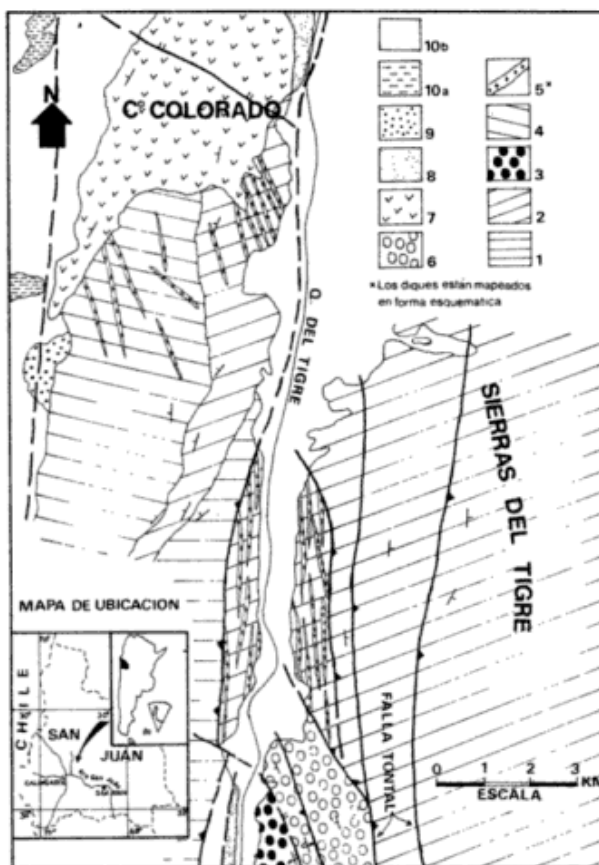 N
Cº COLORADO
10b
10a
5*
9
4
8
3
7
2
6
1
*Los diques están mapeados
en forma esquematica
Q. DEL TIGRE
SIERRAS DEL TIGRE
MAPA DE UBICACION
CHILE
SAN
JUAN
FALLA TONTAL
0 1 2 3 KM
ESCALA